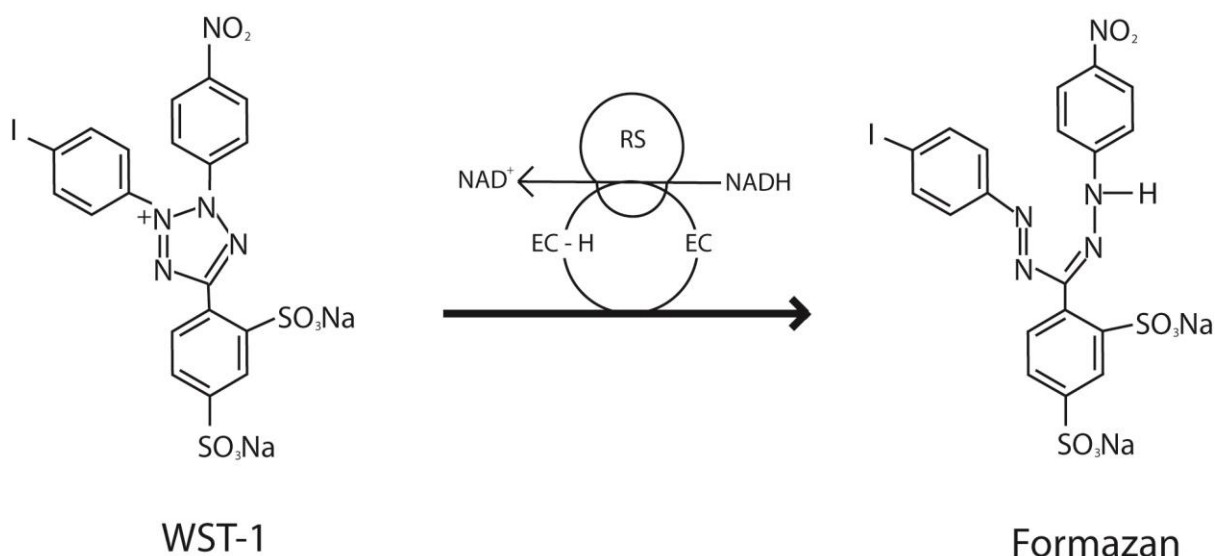 NO₂
I
N
N
+
N
N
SO₃Na
SO₃Na
WST-1
RS
NAD⁺
NADH
EC - H
EC
NO₂
I
N
H
N
N
N
SO₃Na
SO₃Na
Formazan